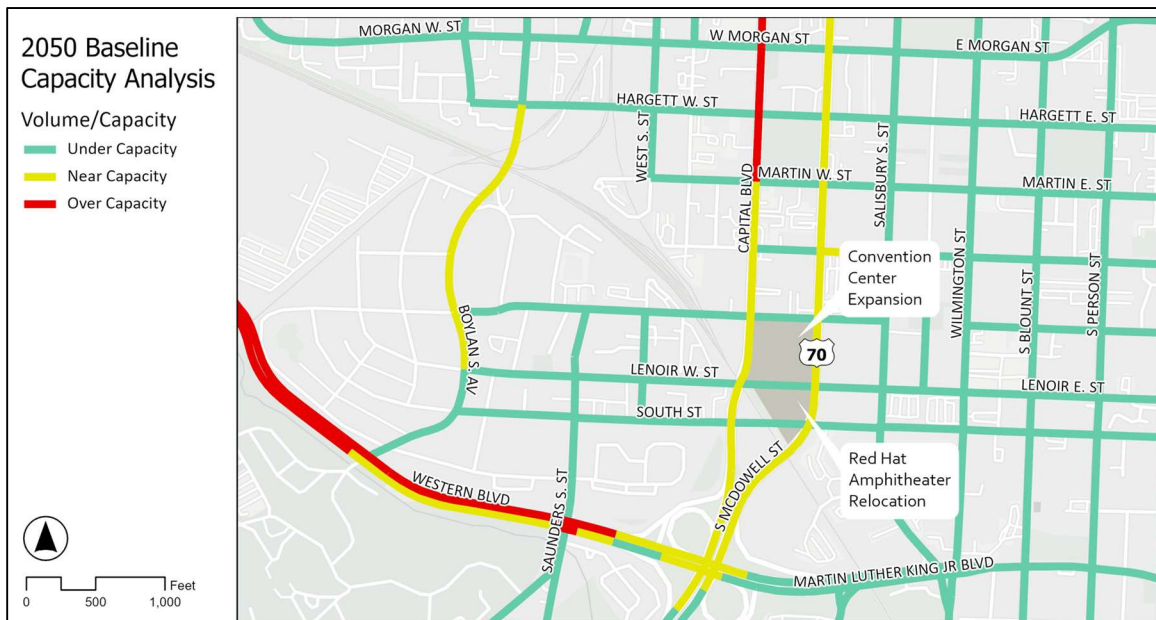 2050 Baseline
Capacity Analysis
Volume/Capacity
Under Capacity
Near Capacity
Over Capacity
Feet
0 500 1,000
MORGAN W. ST
W MORGAN ST
E MORGAN ST
HARGETT W. ST
HARGETT E. ST
WEST S. ST
MARTIN W. ST
MARTIN E. ST
CAPITAL BLVD
SALISBURY S. ST
WILMINGTON ST
S BLOUNT ST
S PERSON ST
Convention
Center
Expansion
BOYLAN S. AV
70
LENOIR W. ST
LENOIR E. ST
SOUTH ST
Red Hat
Amphitheater
Relocation
WESTERN BLVD
SAUNDERS S. ST
S MCDOWELL ST
MARTIN LUTHER KING JR BLVD